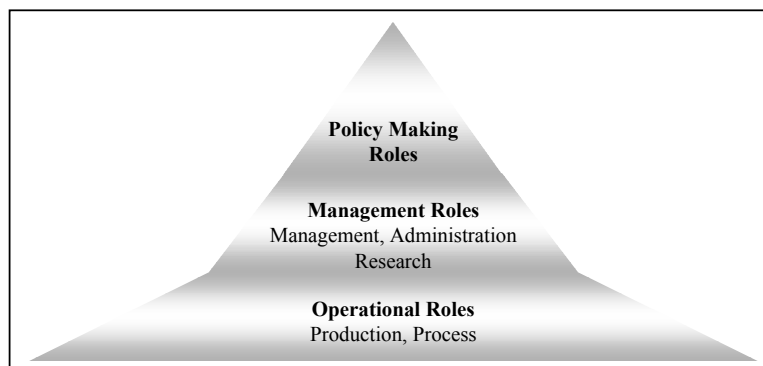 Policy Making
Roles
Management Roles
Management, Administration
Research
Operational Roles
Production, Process